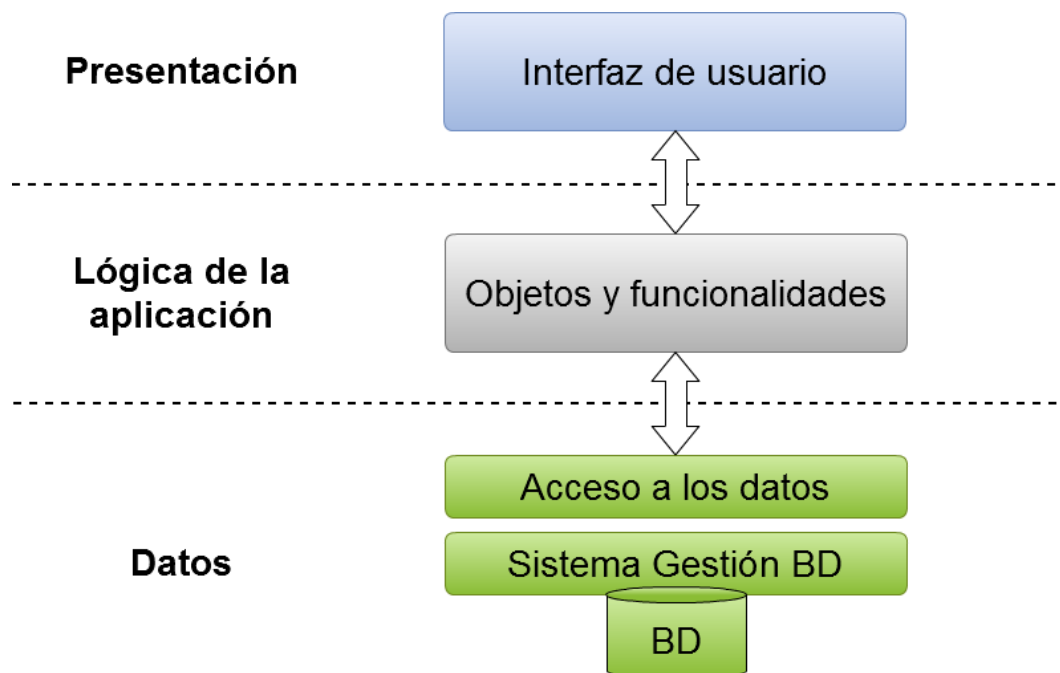 Presentación
Interfaz de usuario
Lógica de la
aplicación
Objetos y funcionalidades
Datos
Acceso a los datos
Sistema Gestión BD
BD